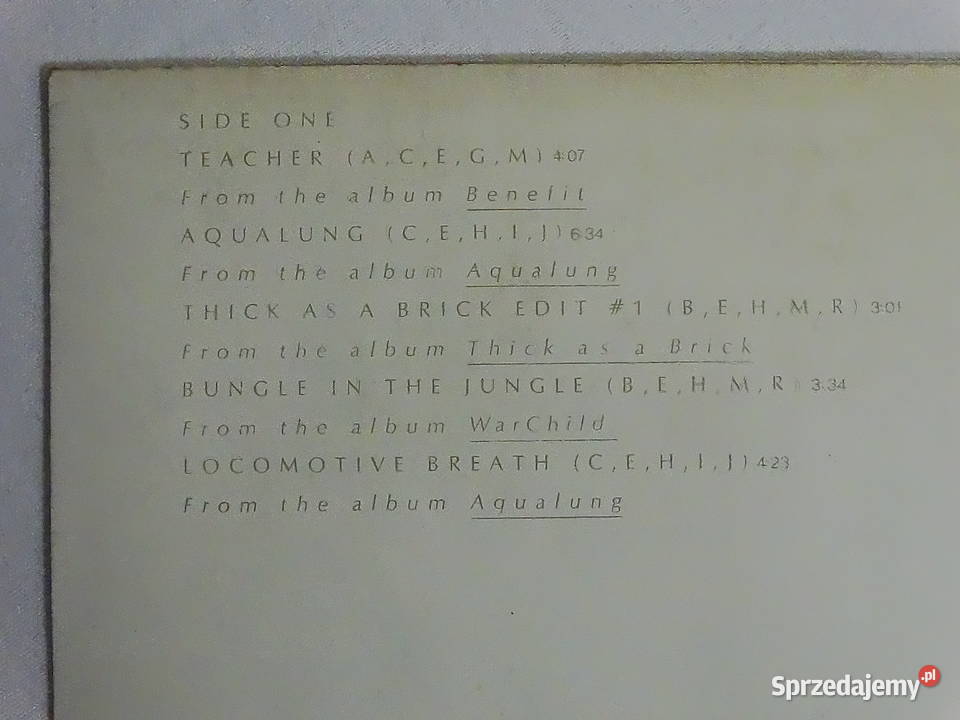 SIDE ONE
TEACHER (A,C,E,G,M) 4:07
From the album Benefit
AQUALUNG (C,E,H,I,J) 6:34
From the album Aqualung
THICK AS A BRICK EDIT #1 (B,E,H,M,R) 3:01
From the album Thick as a Brick
BUNGLE IN THE JUNGLE (B,E,H,M,R) 3:34
From the album WarChild
LOCOMOTIVE BREATH (C,E,H,I,J) 4:23
From the album Aqualung
Sprzedajemy.pl